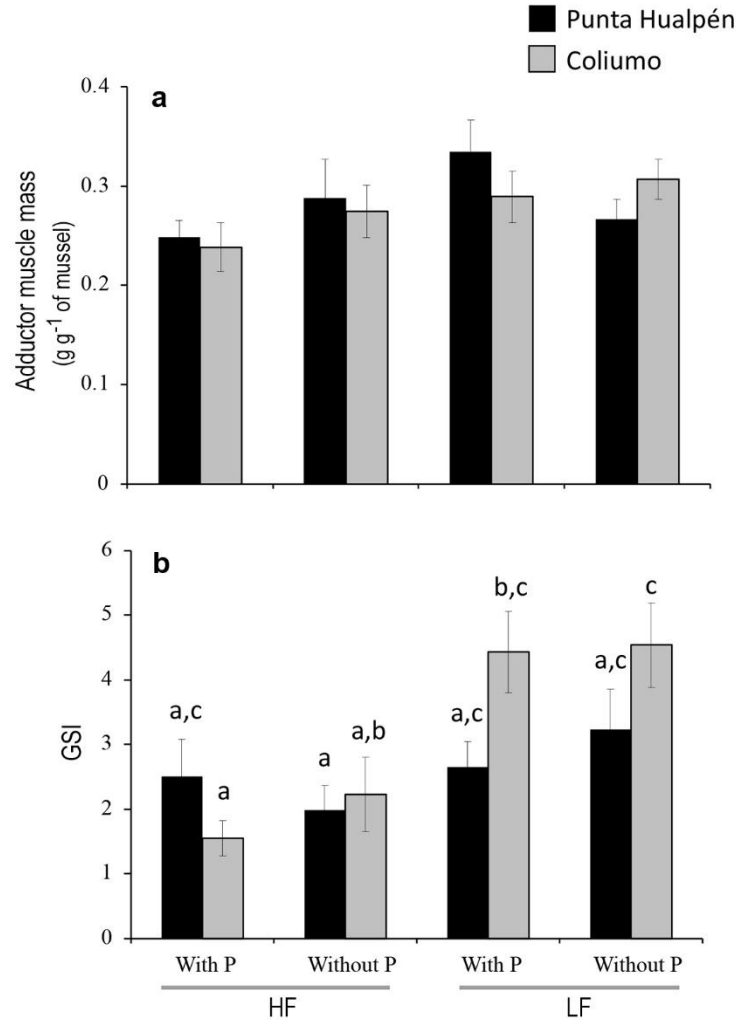 Punta Hualpén
Coliumo
a
Adductor muscle mass
(g g⁻¹ of mussel)
0.4
0.3
0.2
0.1
0
b
GSI
6
5
4
3
2
1
0
a,c
a
a
a,b
a,c
b,c
a,c
c
With P
Without P
With P
Without P
HF
LF